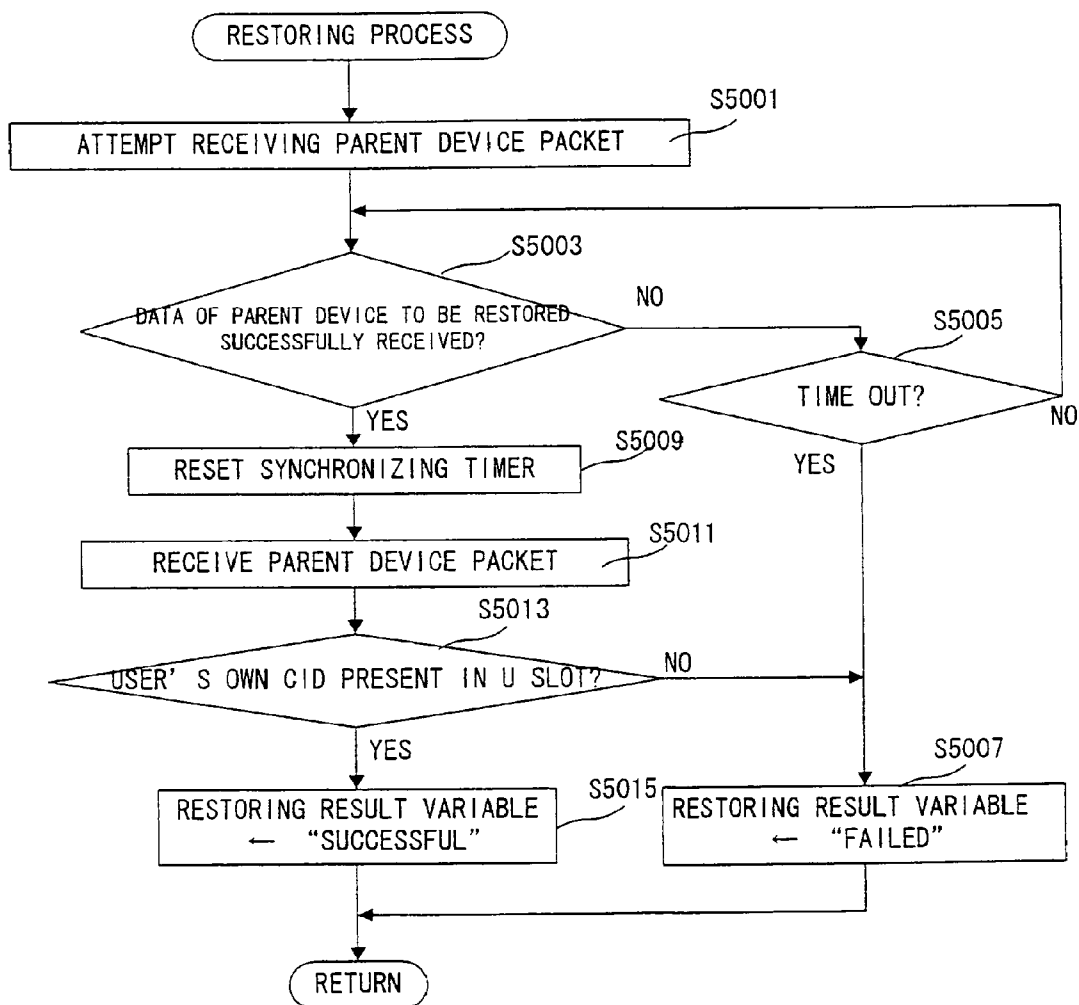 RESTORING PROCESS
S5001
ATTEMPT RECEIVING PARENT DEVICE PACKET
S5003
DATA OF PARENT DEVICE TO BE RESTORED
SUCCESSFULLY RECEIVED?
NO
S5005
TIME OUT?
NO
YES
YES
S5009
RESET SYNCHRONIZING TIMER
S5011
RECEIVE PARENT DEVICE PACKET
S5013
USER' S OWN CID PRESENT IN U SLOT?
NO
YES
S5015
RESTORING RESULT VARIABLE
← “SUCCESSFUL”
S5007
RESTORING RESULT VARIABLE
← “FAILED”
RETURN